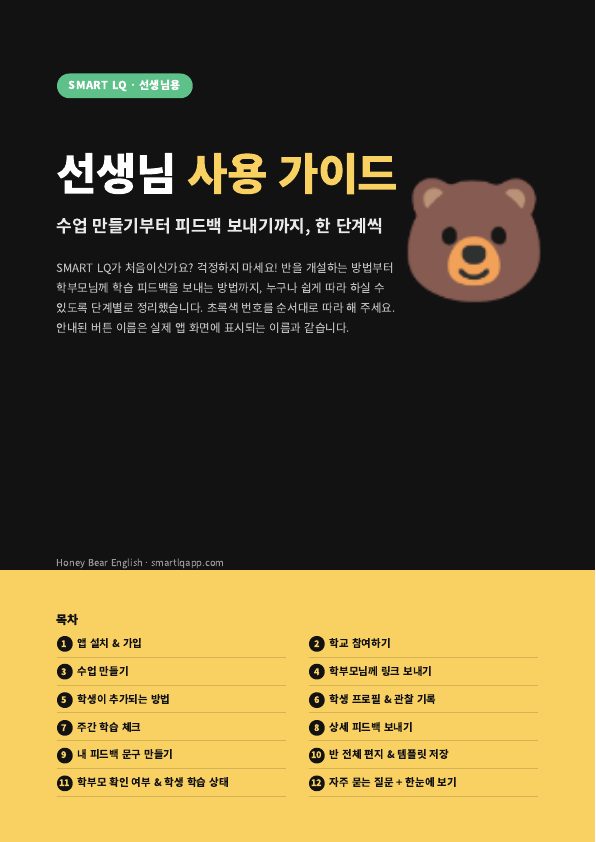 SMART LQ · 선생님용
선생님 사용 가이드
수업 만들기부터 피드백 보내기까지, 한 단계씩
SMART LQ가 처음이신가요? 걱정하지 마세요! 반을 개설하는 방법부터
학부모님께 학습 피드백을 보내는 방법까지, 누구나 쉽게 따라 하실 수
있도록 단계별로 정리했습니다. 초록색 번호를 순서대로 따라 해 주세요.
안내된 버튼 이름은 실제 앱 화면에 표시되는 이름과 같습니다.
Honey Bear English · smartlqapp.com
목차
1 앱 설치 & 가입
2 학교 참여하기
3 수업 만들기
4 학부모님께 링크 보내기
5 학생이 추가되는 방법
6 학생 프로필 & 관찰 기록
7 주간 학습 체크
8 상세 피드백 보내기
9 내 피드백 문구 만들기
10 반 전체 편지 & 템플릿 저장
11 학부모 확인 여부 & 학생 학습 상태
12 자주 묻는 질문 + 한눈에 보기